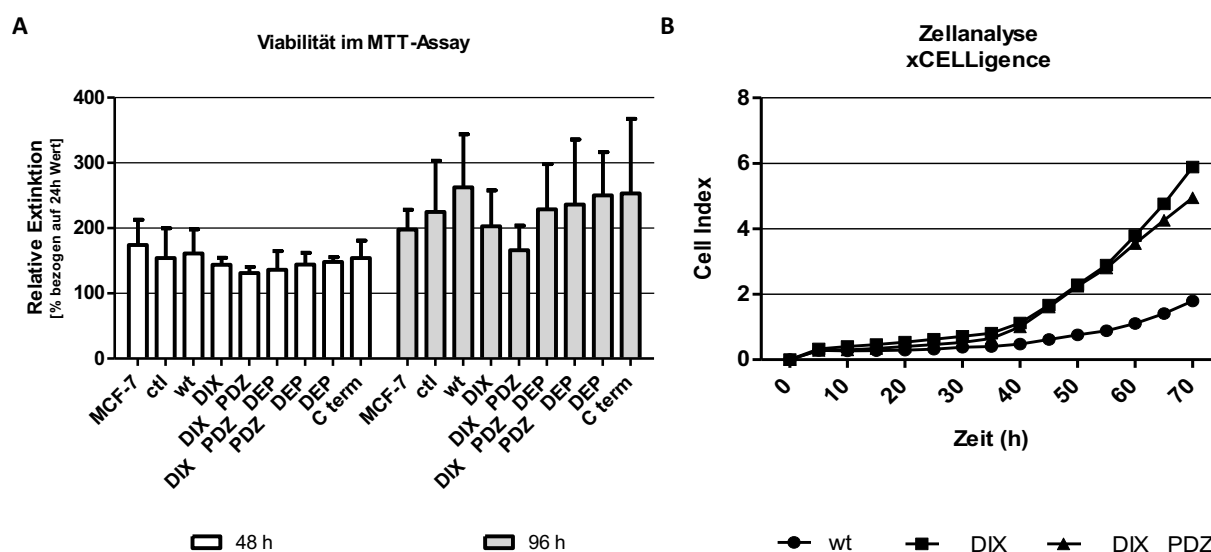 A
Viabilität im MTT-Assay
Relative Extinktion
[% bezogen auf 24h Wert]
400
300
200
100
0
MCF-7
ctl
wt
DIX
DIX PDZ
DIX PDZ DEP
PDZ DEP
DEP
C term
MCF-7
ctl
wt
DIX
DIX PDZ
DIX PDZ DEP
PDZ DEP
DEP
C term
48 h
96 h
B
Zellanalyse
xCELLigence
Cell Index
8
6
4
2
0
0
10
20
30
40
50
60
70
Zeit (h)
wt
DIX
DIX PDZ